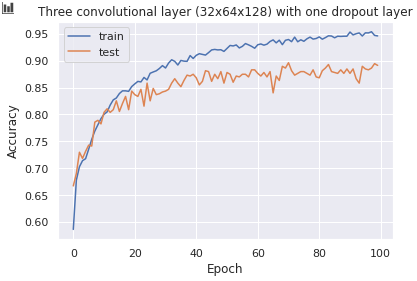 Three convolutional layer (32x64x128) with one dropout layer
train
test
Accuracy
0.95
0.90
0.85
0.80
0.75
0.70
0.65
0.60
0
20
40
60
80
100
Epoch